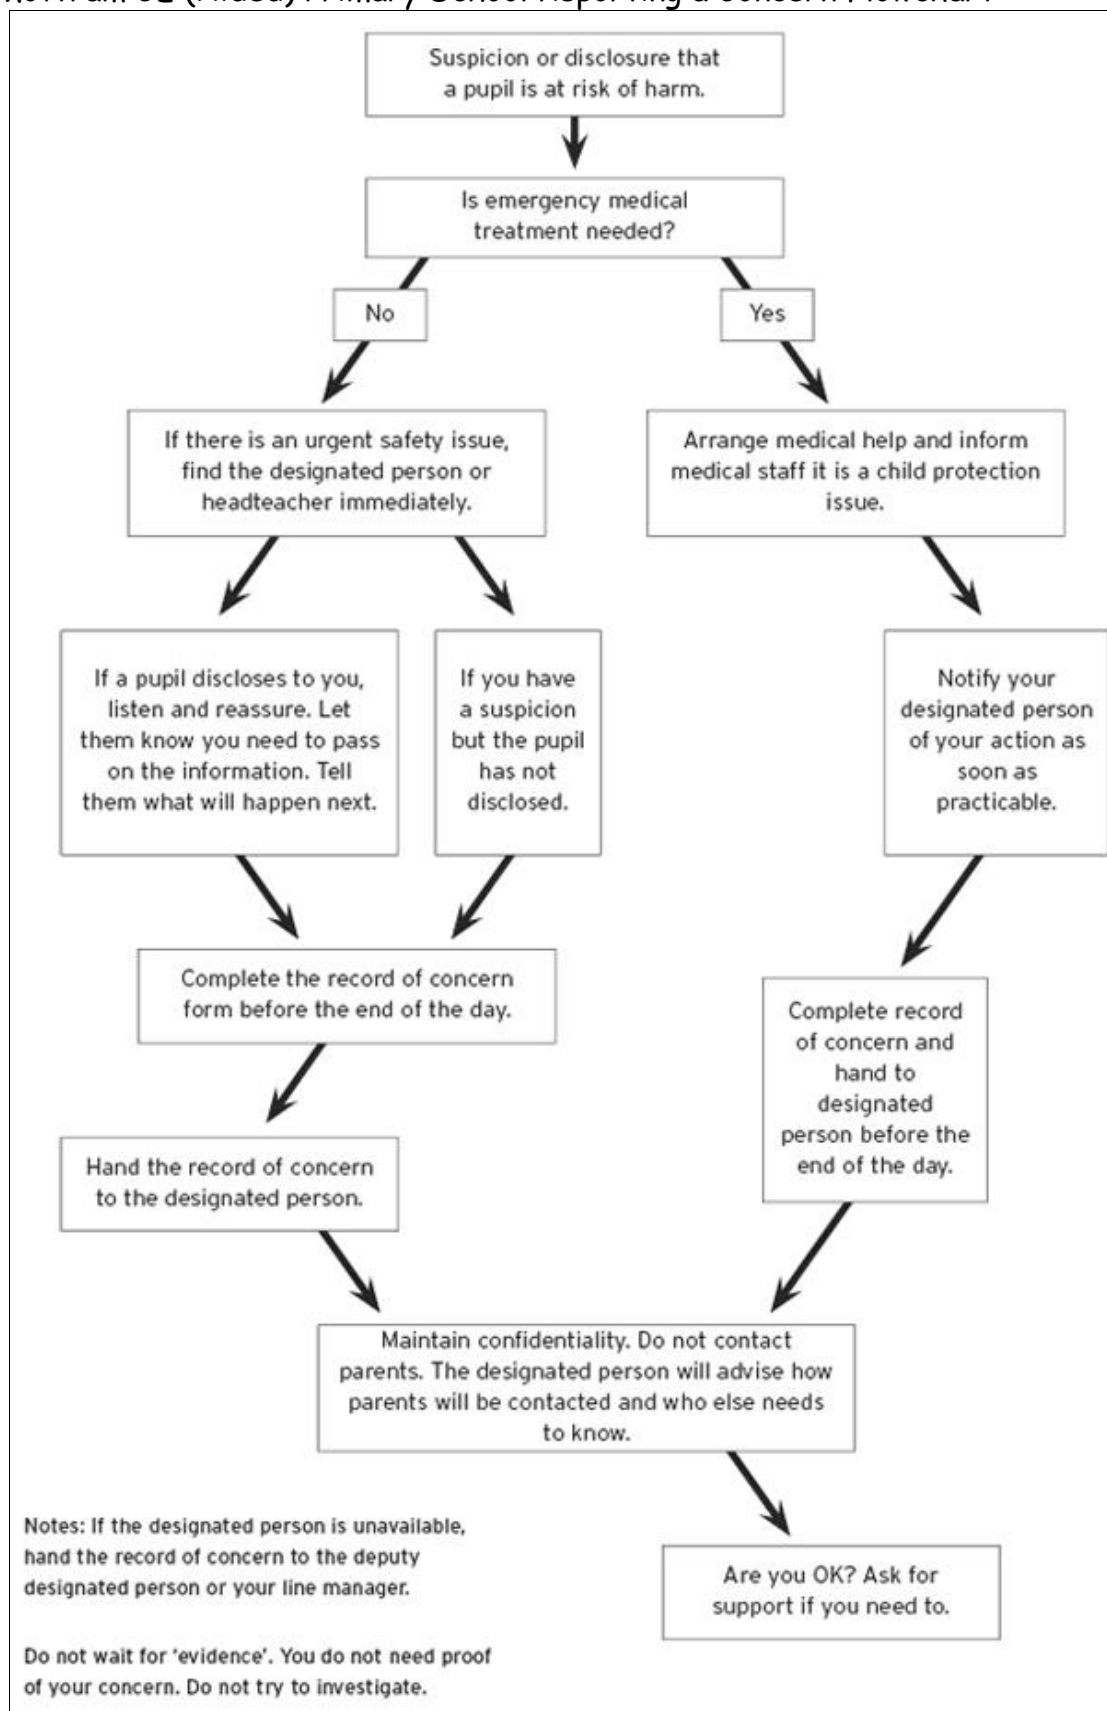 Primary School Reporting a Concern Flowchart
Suspicion or disclosure that
a pupil is at risk of harm.
Is emergency medical
treatment needed?
No
Yes
If there is an urgent safety issue,
find the designated person or
headteacher immediately.
Arrange medical help and inform
medical staff it is a child protection
issue.
If a pupil discloses to you,
listen and reassure. Let
them know you need to pass
on the information. Tell
them what will happen next.
If you have
a suspicion
but the pupil
has not
disclosed.
Notify your
designated person
of your action as
soon as
practicable.
Complete the record of concern
form before the end of the day.
Complete record
of concern and
hand to
designated
person before the
end of the day.
Hand the record of concern
to the designated person.
Maintain confidentiality. Do not contact
parents. The designated person will advise how
parents will be contacted and who else needs
to know.
Are you OK? Ask for
support if you need to.
Notes: If the designated person is unavailable,
hand the record of concern to the deputy
designated person or your line manager.
Do not wait for 'evidence'. You do not need proof
of your concern. Do not try to investigate.